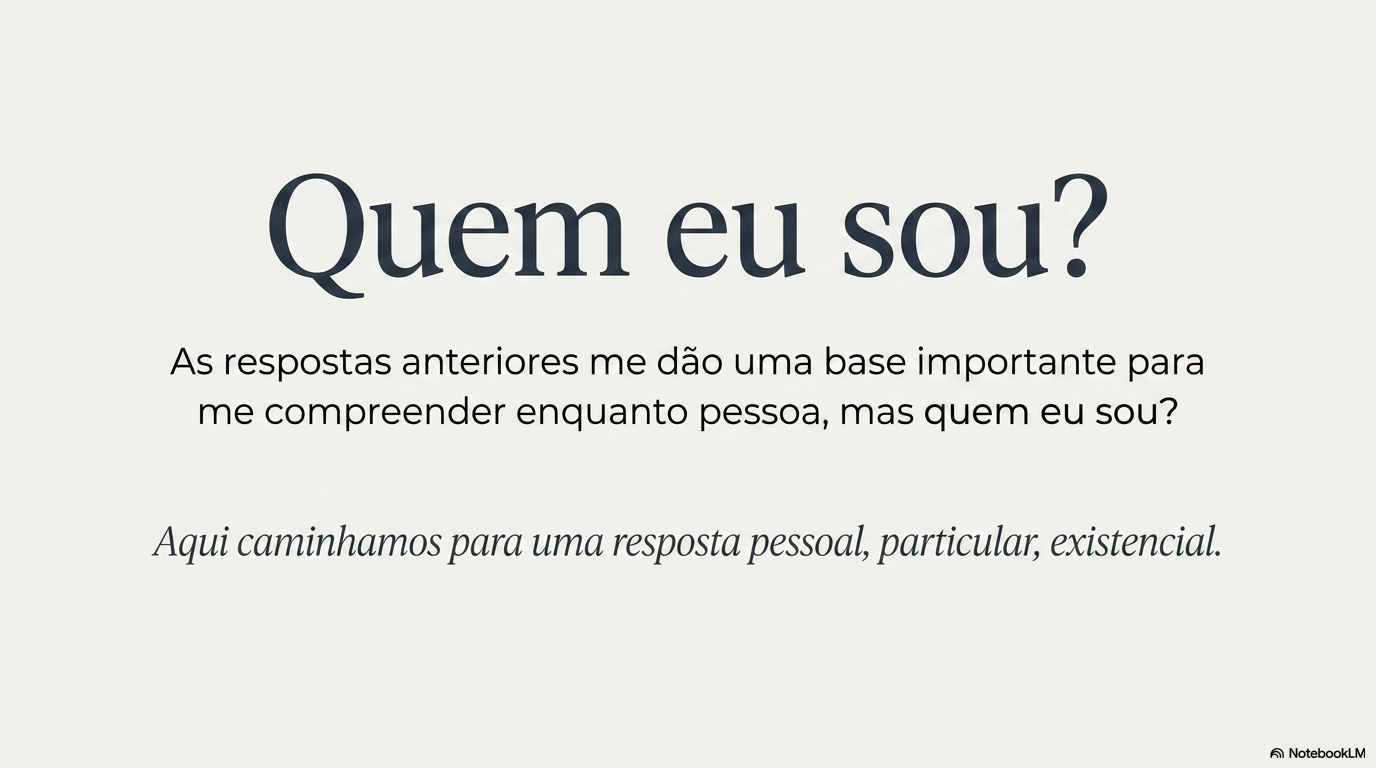 Quem eu sou?
As respostas anteriores me dão uma base importante para
me compreender enquanto pessoa, mas quem eu sou?
Aqui caminhamos para uma resposta pessoal, particular, existencial.
NotebookLM